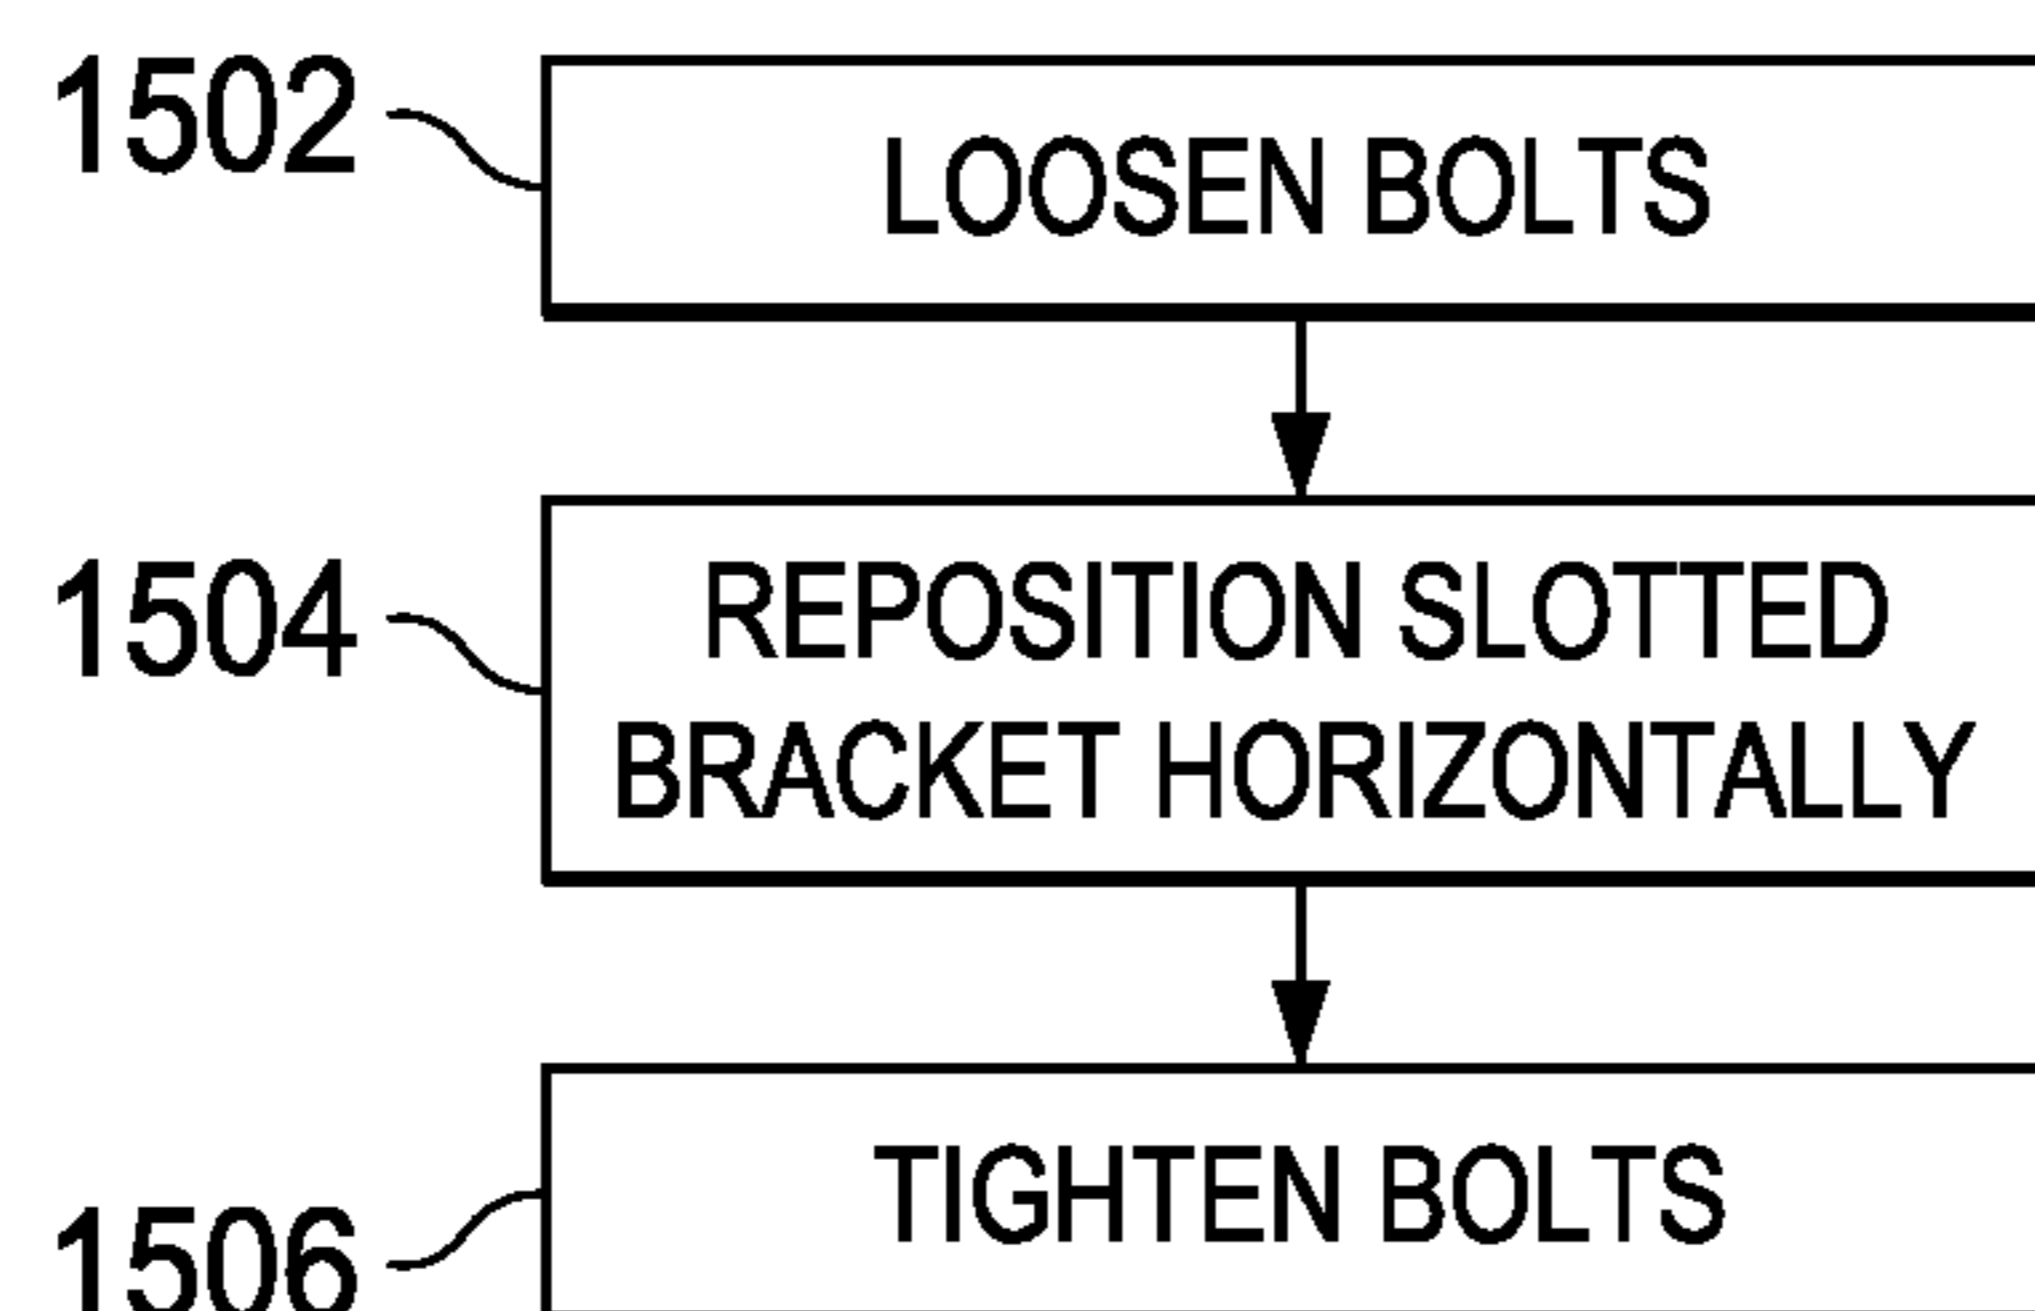 1502
LOOSEN BOLTS
1504
REPOSITION SLOTTED
BRACKET HORIZONTALLY
1506
TIGHTEN BOLTS